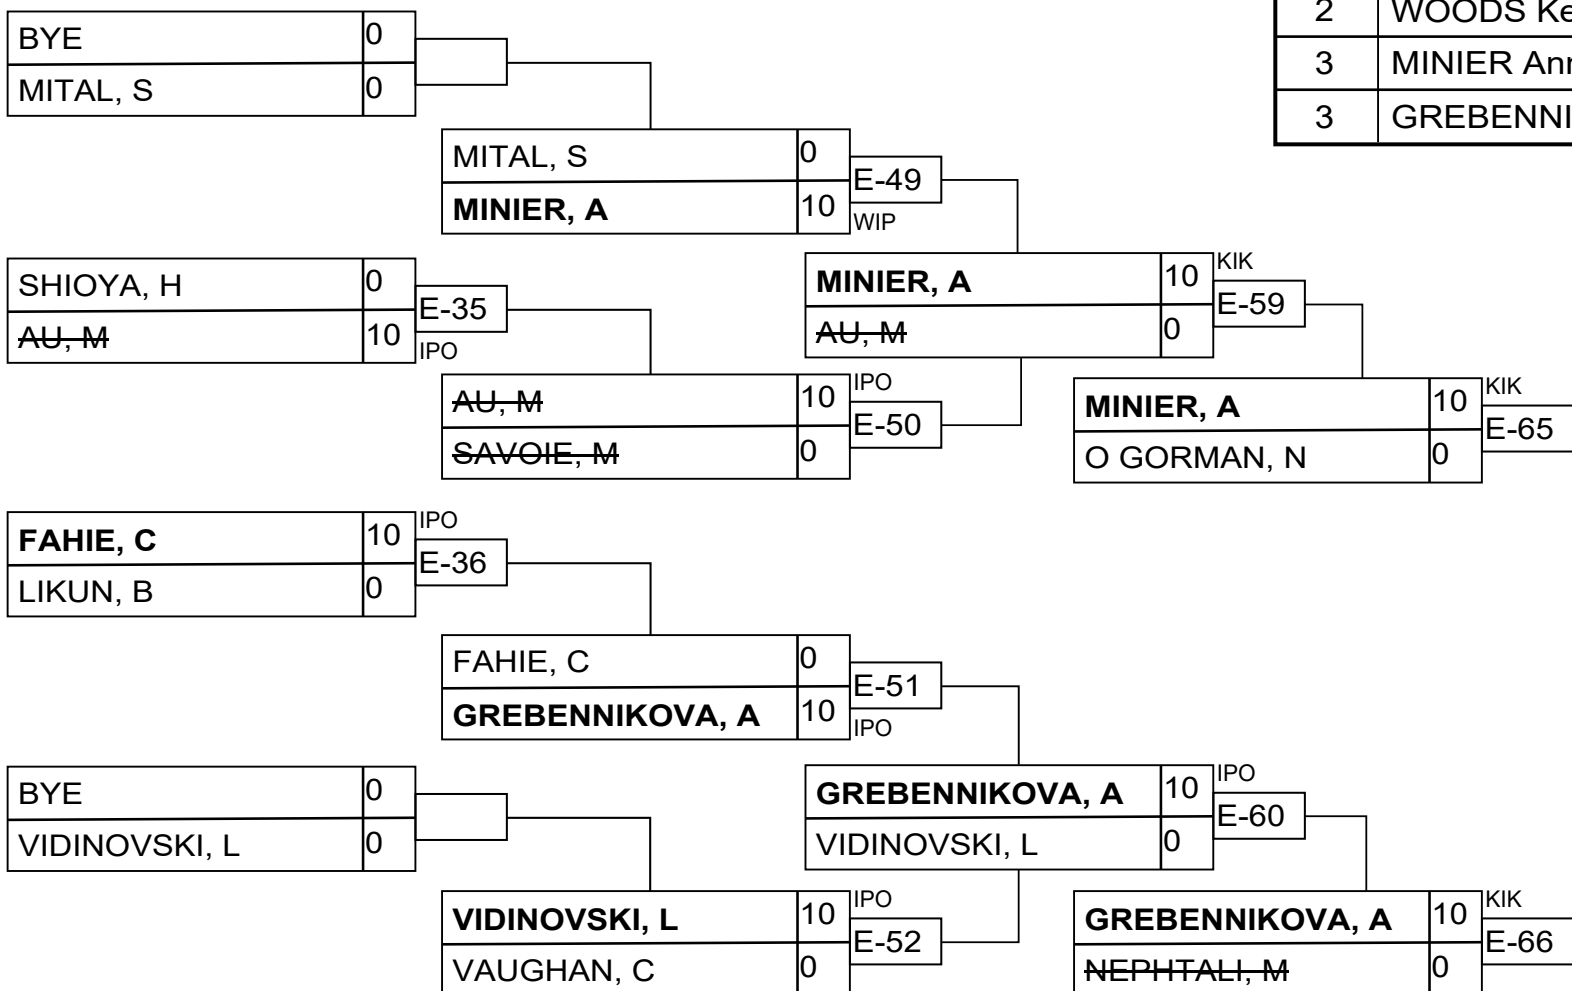 2 WOODS
3 MINIER
3
BYE 0
MITAL, S 0
MITAL, S 0
E-49
MINIER, A 10
WIP
SHIOYA, H 0
E-35
AU, M 10
IPO
MINIER, A 10
KIK
E-59
AU, M 0
AU, M 10
IPO
E-50
SAVOIE, M 0
MINIER, A 10
KIK
E-65
O GORMAN, N 0
FAHIE, C 10
IPO
E-36
LIKUN, B 0
FAHIE, C 0
E-51
GREBENNIKOVA, A 10
IPO
BYE 0
VIDINOVSKI, L 0
GREBENNIKOVA, A 10
IPO
E-60
VIDINOVSKI, L 0
VIDINOVSKI, L 10
IPO
E-52
VAUGHAN, C 0
GREBENNIKOVA, A 10
KIK
E-66
NEPHTALI, M 0